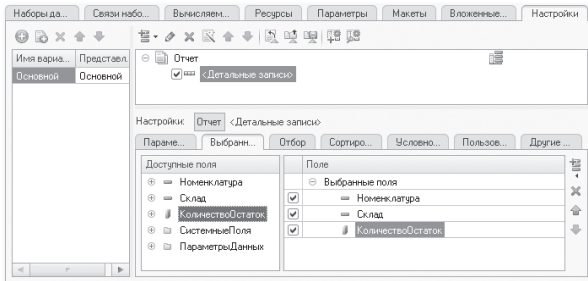 Наборы да... Связи набо... Вычисляем... Ресурсы Параметры Макеты Вложенные... Настройки
Имя вариа... Представл.
Основной Основной
Отчет
<Детальные записи>
Настройки: Отчет <Детальные записи>
Параме... Выбранн... Отбор Сортиро... Условно... Пользов... Другие ...
Доступные поля Поле
Номенклатура Выбранные поля
Склад Номенклатура
КоличествоОстаток Склад
СистемныеПоля КоличествоОстаток
ПараметрыДанных